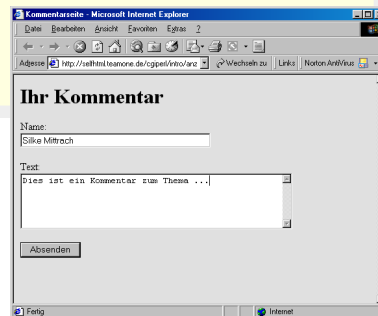 Kommentarseite - Microsoft Internet Explorer
Datei Bearbeiten Ansicht Favoriten Extras ?
Adresse http://selfhtml.teamone.de/cgiperl/intro/anz Wechseln zu Links Norton AntiVirus
Ihr Kommentar
Name:
Silke Mittrach
Text:
Dies ist ein Kommentar zum Thema ...
Absenden
Fertig Internet